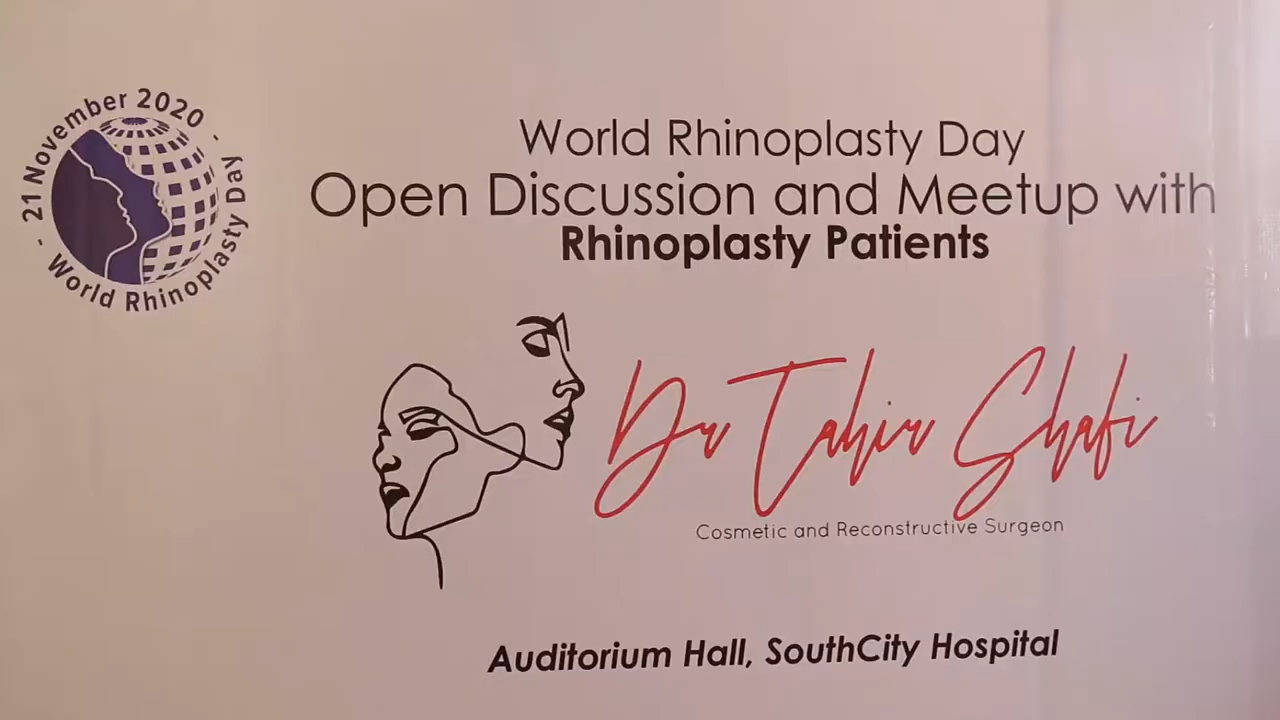 - 21 November 2020 -
World Rhinoplasty Day
World Rhinoplasty Day
Open Discussion and Meetup with
Rhinoplasty Patients
Dr Tahir Shafi
Cosmetic and Reconstructive Surgeon
Auditorium Hall, SouthCity Hospital